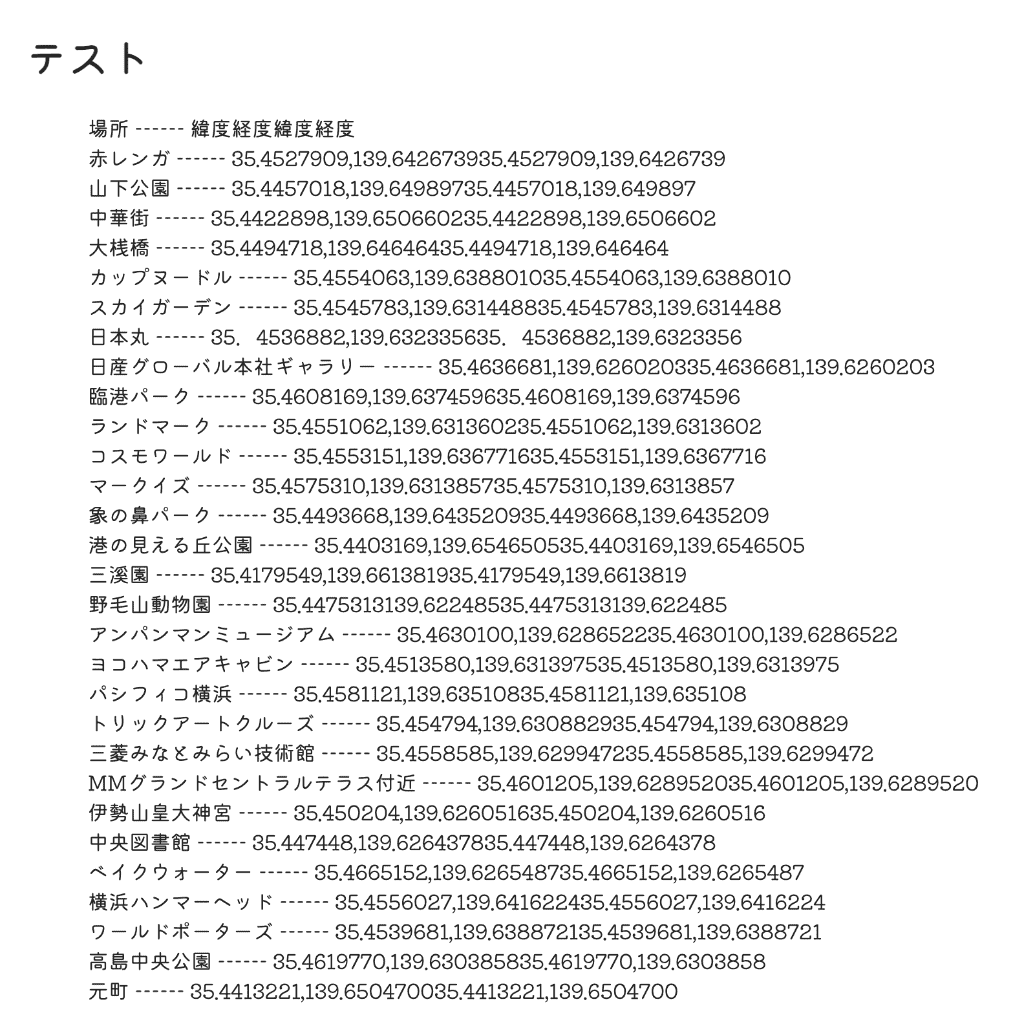 テスト
場所 ------ 緯度経度緯度経度
赤レンガ ------ 35.4527909,139.642673935.4527909,139.6426739
山下公園 ------ 35.4457018,139.64989735.4457018,139.649897
中華街 ------ 35.4422898,139.650660235.4422898,139.6506602
大桟橋 ------ 35.4494718,139.64646435.4494718,139.646464
カップヌードル ------ 35.4554063,139.638801035.4554063,139.6388010
スカイガーデン ------ 35.4545783,139.631448835.4545783,139.6314488
日本丸 ------ 35．4536882,139.632335635．4536882,139.6323356
日産グローバル本社ギャラリー ------ 35.4636681,139.626020335.4636681,139.6260203
臨港パーク ------ 35.4608169,139.637459635.4608169,139.6374596
ランドマーク ------ 35.4551062,139.631360235.4551062,139.6313602
コスモワールド ------ 35.4553151,139.636771635.4553151,139.6367716
マークイズ ------ 35.4575310,139.631385735.4575310,139.6313857
象の鼻パーク ------ 35.4493668,139.643520935.4493668,139.6435209
港の見える丘公園 ------ 35.4403169,139.654650535.4403169,139.6546505
三溪園 ------ 35.4179549,139.661381935.4179549,139.6613819
野毛山動物園 ------ 35.4475313139.62248535.4475313139.622485
アンパンマンミュージアム ------ 35.4630100,139.628652235.4630100,139.6286522
ヨコハマエアキャビン ------ 35.4513580,139.631397535.4513580,139.6313975
パシフィコ横浜 ------ 35.4581121,139.63510835.4581121,139.635108
トリックアートクルーズ ------ 35.454794,139.630882935.454794,139.6308829
三菱みなとみらい技術館 ------ 35.4558585,139.629947235.4558585,139.6299472
MMグランドセントラルテラス付近 ------ 35.4601205,139.628952035.4601205,139.6289520
伊勢山皇大神宮 ------ 35.450204,139.626051635.450204,139.6260516
中央図書館 ------ 35.447448,139.626437835.447448,139.6264378
ベイクウォーター ------ 35.4665152,139.626548735.4665152,139.6265487
横浜ハンマーヘッド ------ 35.4556027,139.641622435.4556027,139.6416224
ワールドポーターズ ------ 35.4539681,139.638872135.4539681,139.6388721
高島中央公園 ------ 35.4619770,139.630385835.4619770,139.6303858
元町 ------ 35.4413221,139.650470035.4413221,139.6504700